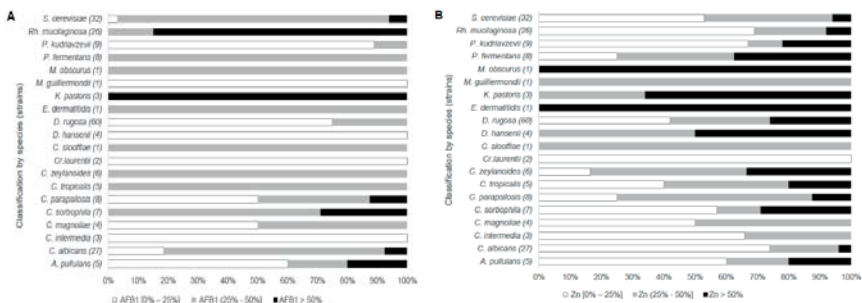 A
Classification by species (strains)
S. cerevisiae (32)
Rh. mucilaginosa (26)
P. kudriavzevii (9)
P. fermentans (8)
M. obscurus (1)
M. guilliermondii (1)
K. pastoris (3)
E. dermatitidis (1)
D. rugosa (60)
D. hansenii (4)
C. slooffiae (1)
Cr.laurentii (2)
C. zeylanoides (6)
C. tropicalis (5)
C. parapsilosis (8)
C. sorbophila (7)
C. magnoliae (4)
C. intermedia (3)
C. albicans (27)
A. pullulans (5)
0% 10% 20% 30% 40% 50% 60% 70% 80% 90% 100%
AFB1 [0% – 25%] AFB1 (25% - 50%] AFB1 > 50%
B
Classification by species (strains)
S. cerevisiae (32)
Rh. mucilaginosa (26)
P. kudriavzevii (9)
P. fermentans (8)
M. obscurus (1)
M. guilliermondii (1)
K. pastoris (3)
E. dermatitidis (1)
D. rugosa (60)
D. hansenii (4)
C. slooffiae (1)
Cr.laurentii (2)
C. zeylanoides (6)
C. tropicalis (5)
C. parapsilosis (8)
C. sorbophila (7)
C. magnoliae (4)
C. intermedia (3)
C. albicans (27)
A. pullulans (5)
0% 10% 20% 30% 40% 50% 60% 70% 80% 90% 100%
Zn [0% – 25%] Zn (25% - 50%] Zn > 50%